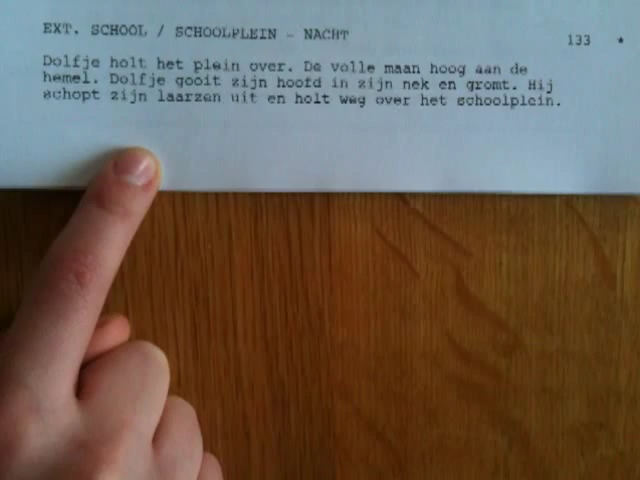 EXT. SCHOOL / SCHOOLPLEIN - NACHT
133 *
Dolfje holt het plein over. De volle maan hoog aan de
hemel. Dolfje gooit zijn hoofd in zijn nek en gromt. Hij
schopt zijn laarzen uit en holt weg over het schoolplein.